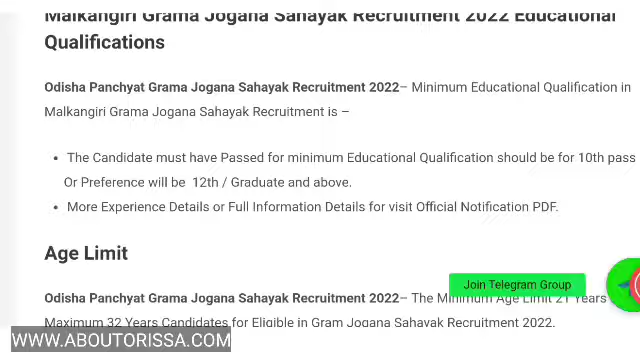 Malkangiri Grama Jogana Sahayak Recruitment 2022 Educational
Qualifications
Odisha Panchyat Grama Jogana Sahayak Recruitment 2022– Minimum Educational Qualification in
Malkangiri Grama Jogana Sahayak Recruitment is –
• The Candidate must have Passed for minimum Educational Qualification should be for 10th pass
Or Preference will be 12th / Graduate and above.
• More Experience Details or Full Information Details for visit Official Notification PDF.
Age Limit
Join Telegram Group
Odisha Panchyat Grama Jogana Sahayak Recruitment 2022– The Minimum Age Limit 21 Years
Maximum 32 Years Candidates for Eligible in Gram Jogana Sahayak Recruitment 2022.
WWW.ABOUTORISSA.COM